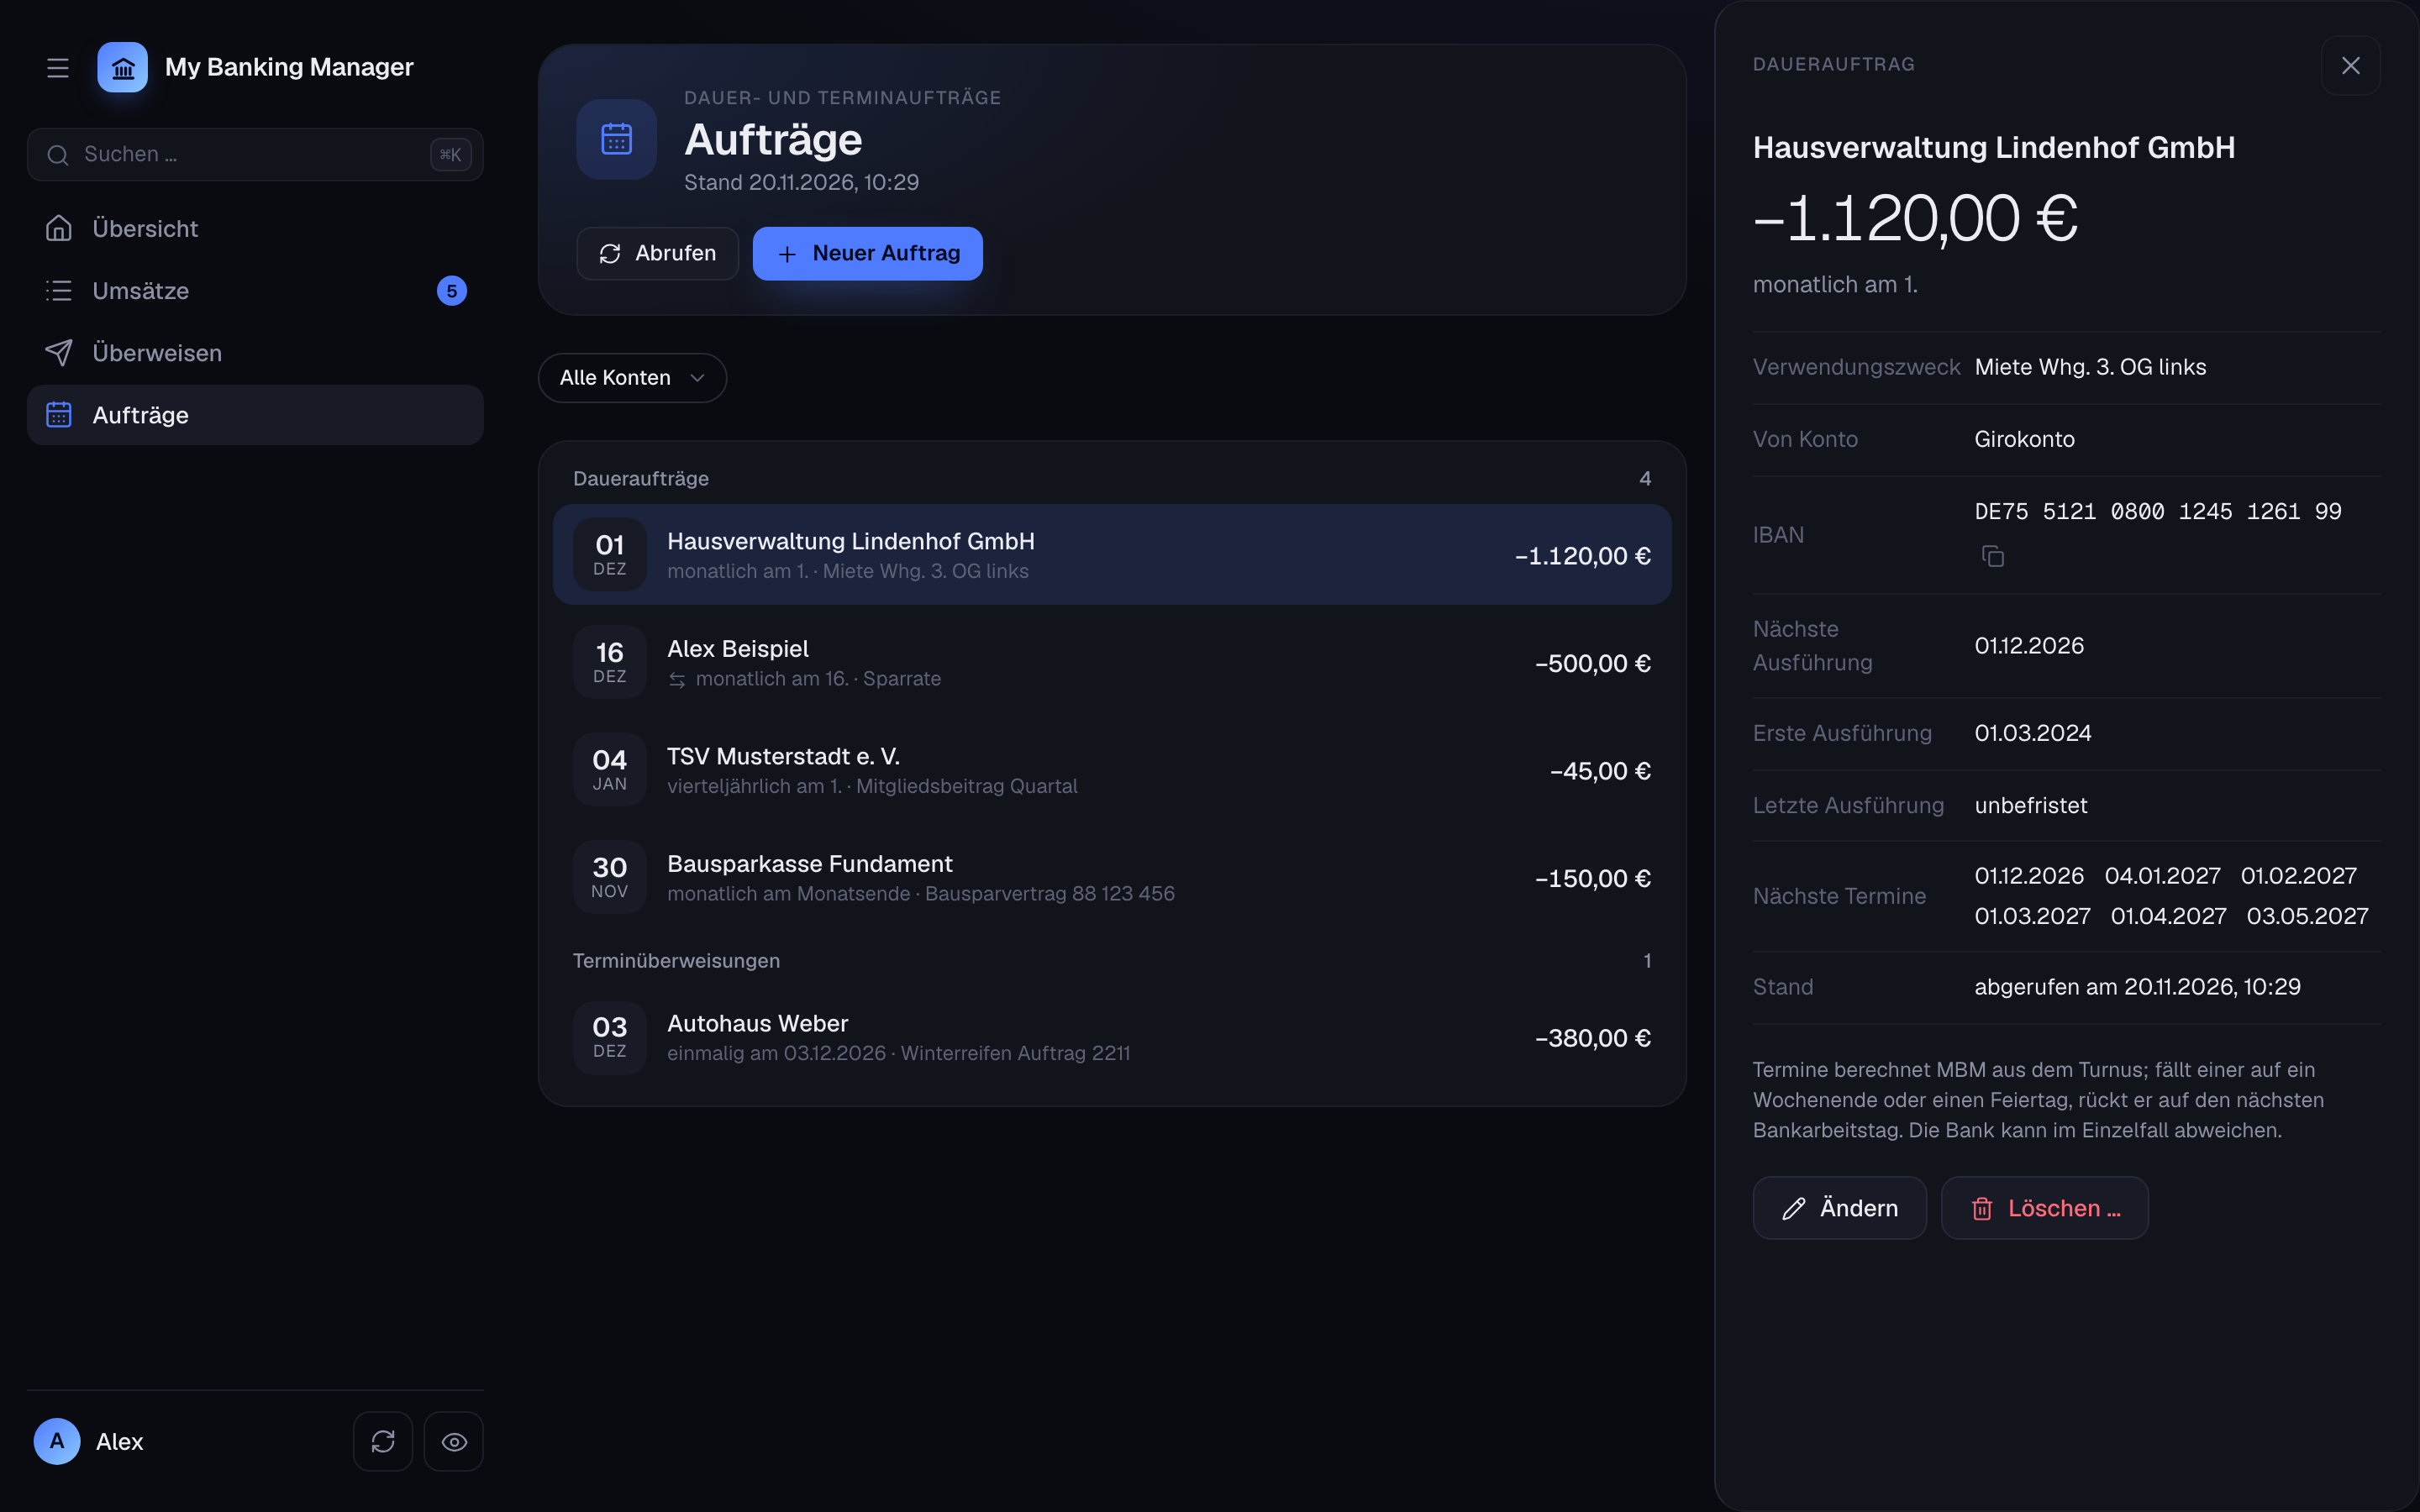 My Banking Manager
Suchen …
⌘K
Übersicht
Umsätze
5
Überweisen
Aufträge
A
Alex
DAUER- UND TERMINAUFTRÄGE
Aufträge
Stand 20.11.2026, 10:29
Abrufen
Neuer Auftrag
Alle Konten
Daueraufträge
4
01
DEZ
Hausverwaltung Lindenhof GmbH
monatlich am 1. · Miete Whg. 3. OG links
−1.120,00 €
16
DEZ
Alex Beispiel
monatlich am 16. · Sparrate
−500,00 €
04
JAN
TSV Musterstadt e. V.
vierteljährlich am 1. · Mitgliedsbeitrag Quartal
−45,00 €
30
NOV
Bausparkasse Fundament
monatlich am Monatsende · Bausparvertrag 88 123 456
−150,00 €
Terminüberweisungen
1
03
DEZ
Autohaus Weber
einmalig am 03.12.2026 · Winterreifen Auftrag 2211
−380,00 €
DAUERAUFTRAG
Hausverwaltung Lindenhof GmbH
−1.120,00 €
monatlich am 1.
Verwendungszweck Miete Whg. 3. OG links
Von Konto Girokonto
IBAN DE75 5121 0800 1245 1261 99
Nächste
Ausführung
01.12.2026
Erste Ausführung 01.03.2024
Letzte Ausführung unbefristet
Nächste Termine
01.12.2026 04.01.2027 01.02.2027
01.03.2027 01.04.2027 03.05.2027
Stand abgerufen am 20.11.2026, 10:29
Termine berechnet MBM aus dem Turnus; fällt einer auf ein
Wochenende oder einen Feiertag, rückt er auf den nächsten
Bankarbeitstag. Die Bank kann im Einzelfall abweichen.
Ändern
Löschen …